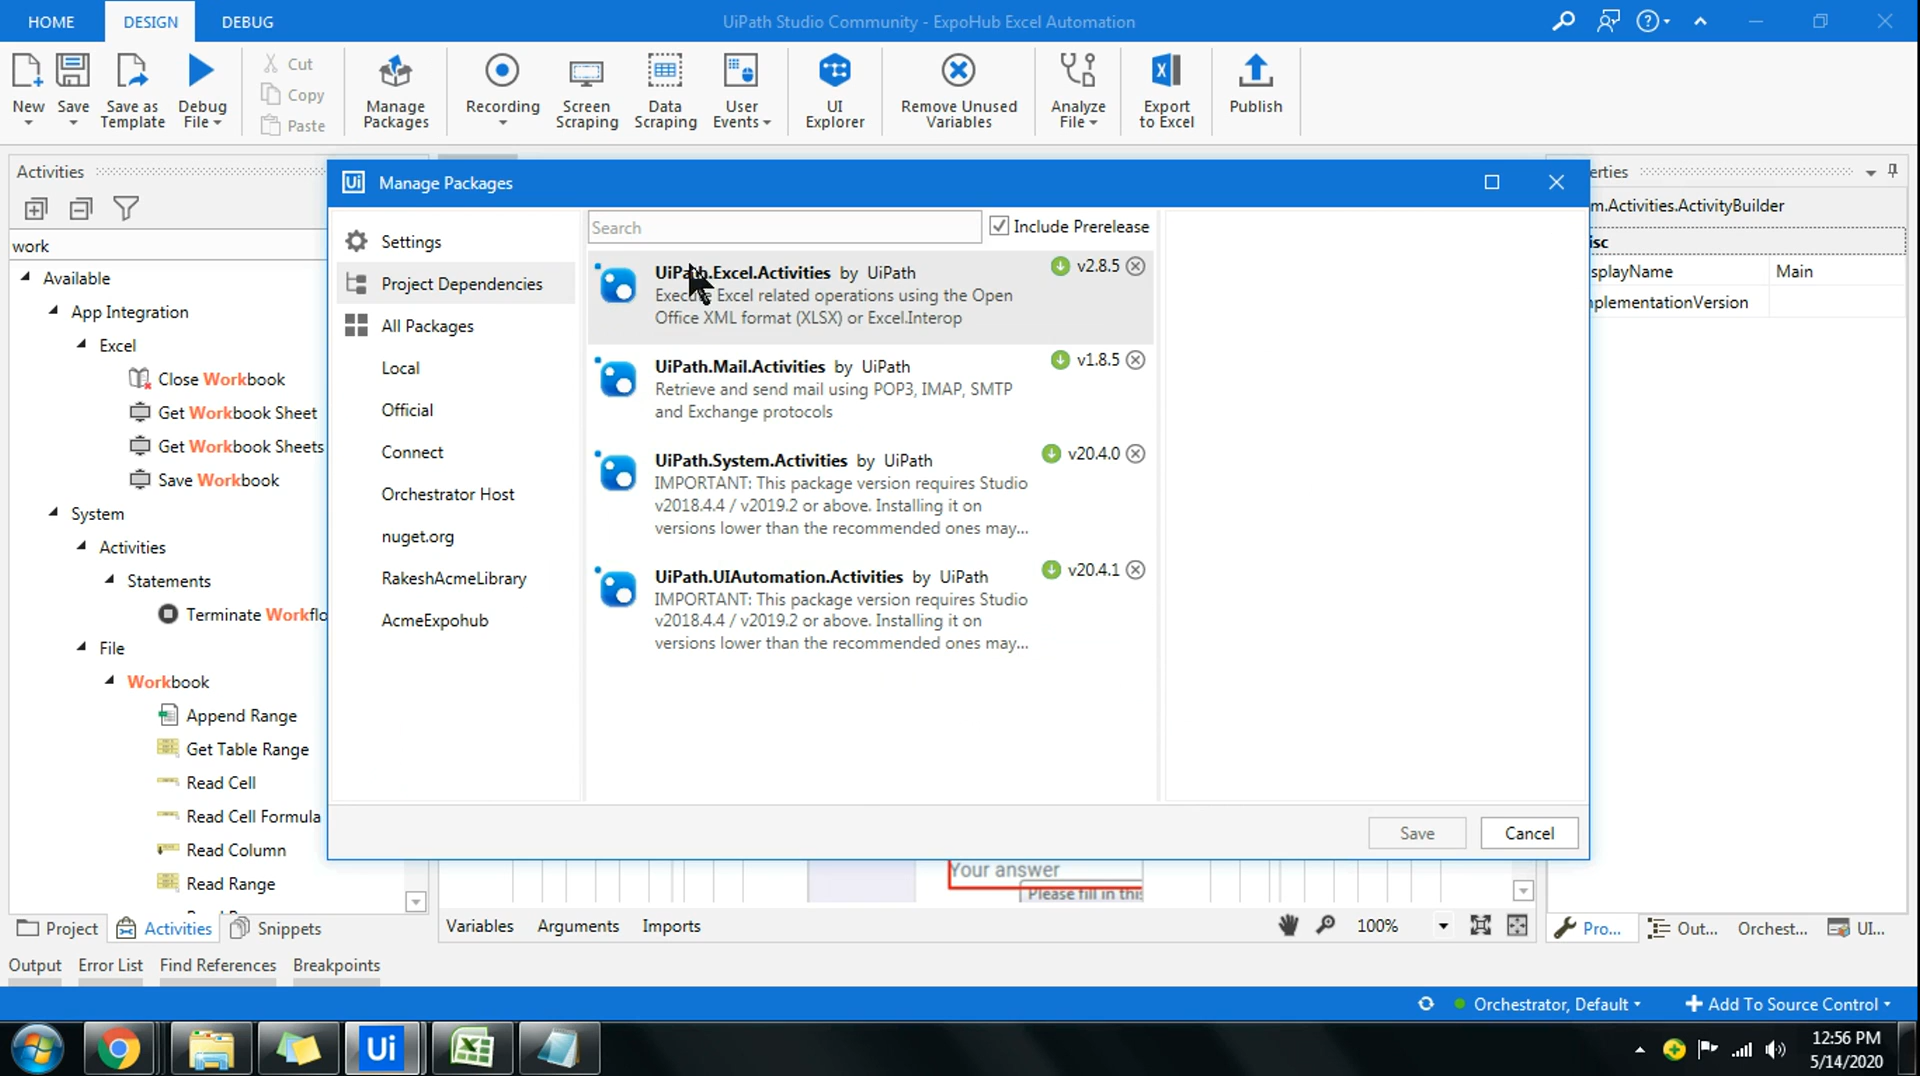 HOME
DESIGN
DEBUG
UiPath Studio Community - ExpoHub Excel Automation
New
Save
Save as
Template
Debug
File
Cut
Copy
Paste
Manage
Packages
Recording
Screen
Scraping
Data
Scraping
User
Events
UI
Explorer
Remove Unused
Variables
Analyze
File
Export
to Excel
Publish
Activities
work
Available
App Integration
Excel
Close Workbook
Get Workbook Sheet
Get Workbook Sheets
Save Workbook
System
Activities
Statements
Terminate Workflo
File
Workbook
Append Range
Get Table Range
Read Cell
Read Cell Formula
Read Column
Read Range
Project
Activities
Snippets
Ui Manage Packages
Settings
Project Dependencies
All Packages
Local
Official
Connect
Orchestrator Host
nuget.org
RakeshAcmeLibrary
AcmeExpohub
Search
Include Prerelease
UiPath.Excel.Activities by UiPath
v2.8.5
Execute Excel related operations using the Open
Office XML format (XLSX) or Excel.Interop
UiPath.Mail.Activities by UiPath
v1.8.5
Retrieve and send mail using POP3, IMAP, SMTP
and Exchange protocols
UiPath.System.Activities by UiPath
v20.4.0
IMPORTANT: This package version requires Studio
v2018.4.4 / v2019.2 or above. Installing it on
versions lower than the recommended ones may...
UiPath.UIAutomation.Activities by UiPath
v20.4.1
IMPORTANT: This package version requires Studio
v2018.4.4 / v2019.2 or above. Installing it on
versions lower than the recommended ones may...
Save
Cancel
erties
m.Activities.ActivityBuilder
isc
splayName
Main
nplementationVersion
Your answer
Please fill in this
Variables
Arguments
Imports
100%
Pro...
Out...
Orchest...
UI...
Output
Error List
Find References
Breakpoints
Orchestrator, Default
Add To Source Control
Ui
12:56 PM
5/14/2020